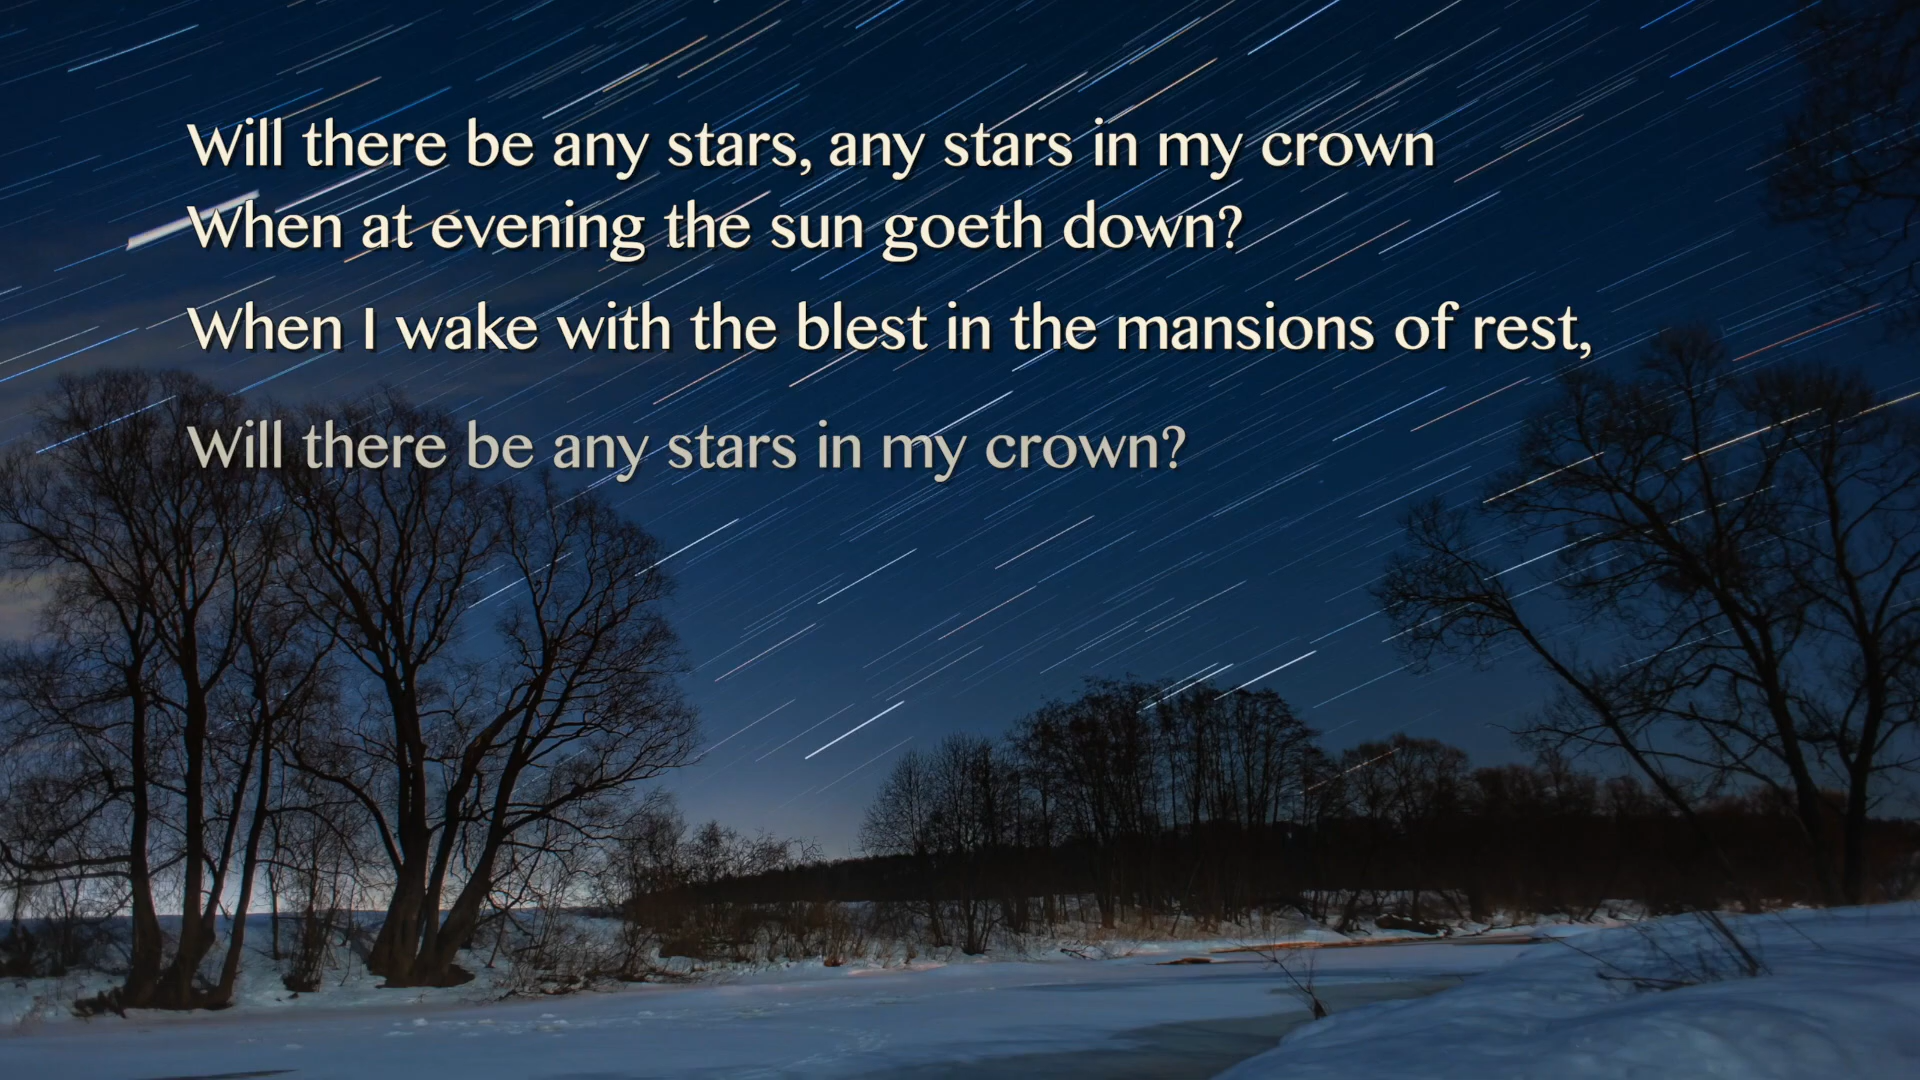 Will there be any stars, any stars in my crown
When at evening the sun goeth down?
When I wake with the blest in the mansions of rest,
Will there be any stars in my crown?